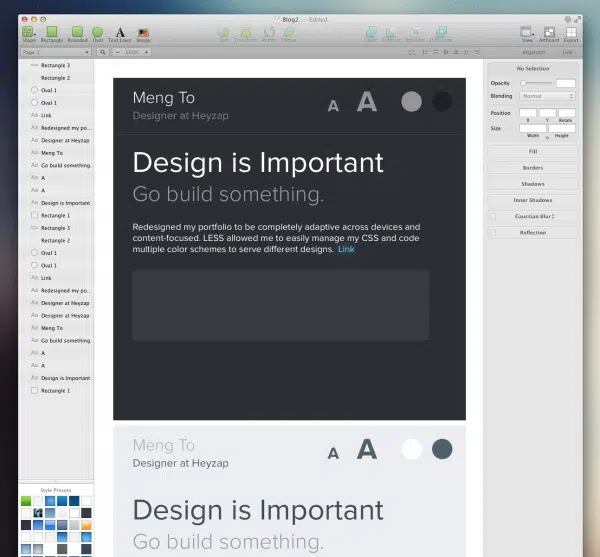 Blog2 — Edited
Shape
Rectangle
Rounded
Oval
Text Layer
Image
View
Artboard
Export
Page 1
100%
Inspector
Link
Rectangle 3
Rectangle 2
Oval 1
Oval 1
Link
Redesigned my po...
Designer at Heyzap
Meng To
Go build something.
A
A
Design is Important
Rectangle 1
Rectangle 3
Rectangle 2
Oval 1
Oval 1
Link
Redesigned my po...
Designer at Heyzap
Designer at Heyzap
Meng To
Go build something.
A
A
Design is Important
Rectangle 1
Style Presets
Meng To
Designer at Heyzap
A A
Design is Important
Go build something.
Redesigned my portfolio to be completely adaptive across devices and
content-focused. LESS allowed me to easily manage my CSS and code
multiple color schemes to serve different designs. Link
Meng To
Designer at Heyzap
A A
Design is Important
Go build something.
No Selection
Opacity
Blending
Normal
Position
X Y Rotate
Size
Width Height
Fill
Borders
Shadows
Inner Shadows
Gaussian Blur
Reflection